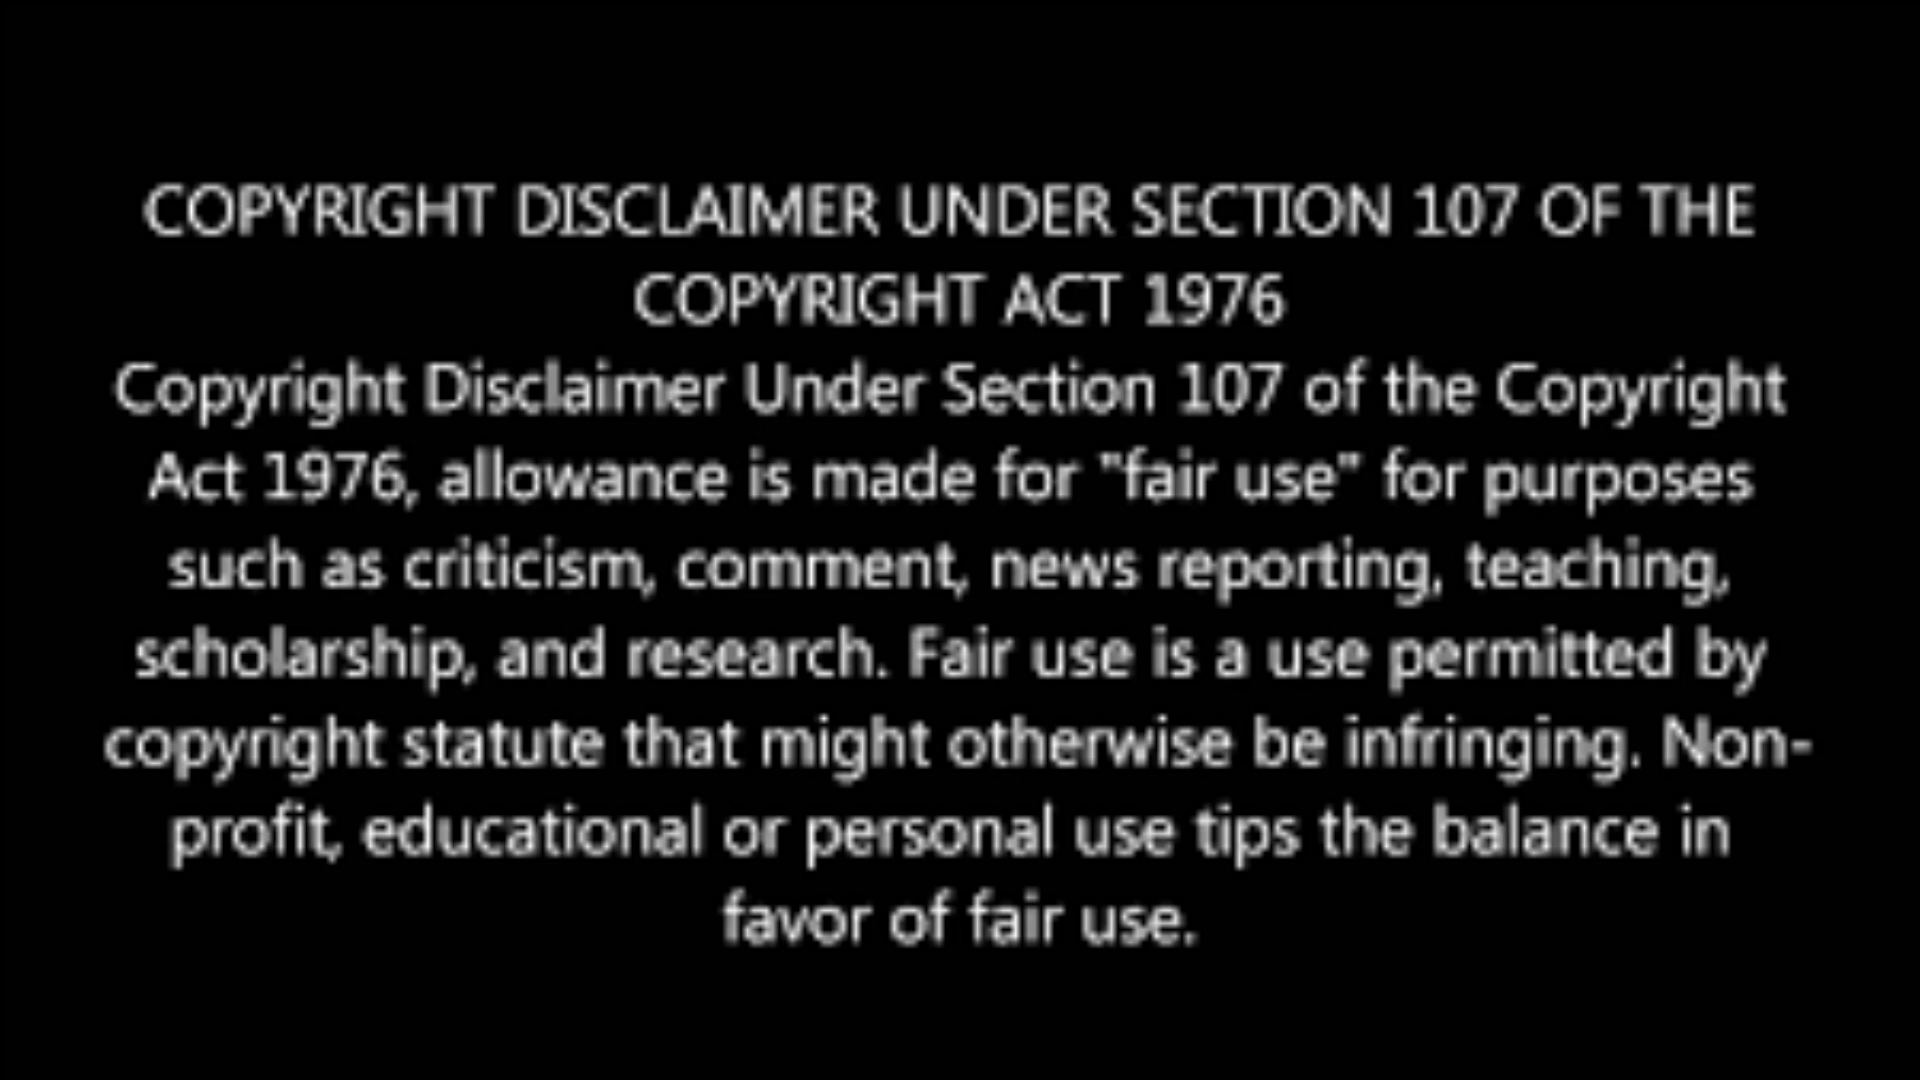 COPYRIGHT DISCLAIMER UNDER SECTION 107 OF THE
COPYRIGHT ACT 1976
Copyright Disclaimer Under Section 107 of the Copyright
Act 1976, allowance is made for "fair use" for purposes
such as criticism, comment, news reporting, teaching,
scholarship, and research. Fair use is a use permitted by
copyright statute that might otherwise be infringing. Non-
profit, educational or personal use tips the balance in
favor of fair use.